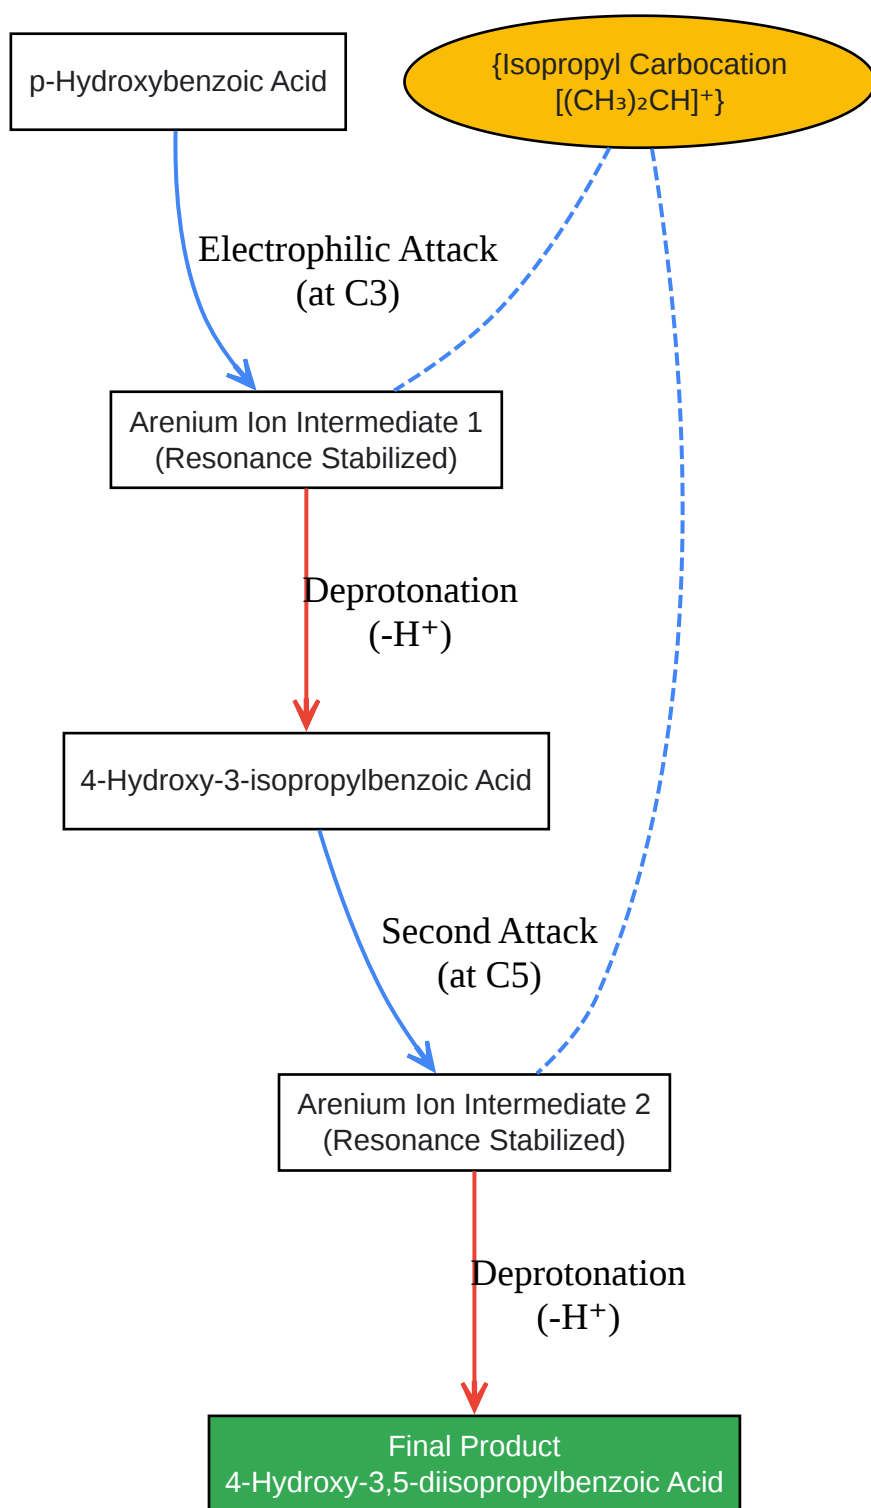 p-Hydroxybenzoic Acid
{Isopropyl Carbocation
[(CH₃)₂CH]⁺}
Electrophilic Attack
(at C3)
Arenium Ion Intermediate 1
(Resonance Stabilized)
Deprotonation
(-H⁺)
4-Hydroxy-3-isopropylbenzoic Acid
Second Attack
(at C5)
Arenium Ion Intermediate 2
(Resonance Stabilized)
Deprotonation
(-H⁺)
Final Product
4-Hydroxy-3,5-diisopropylbenzoic Acid